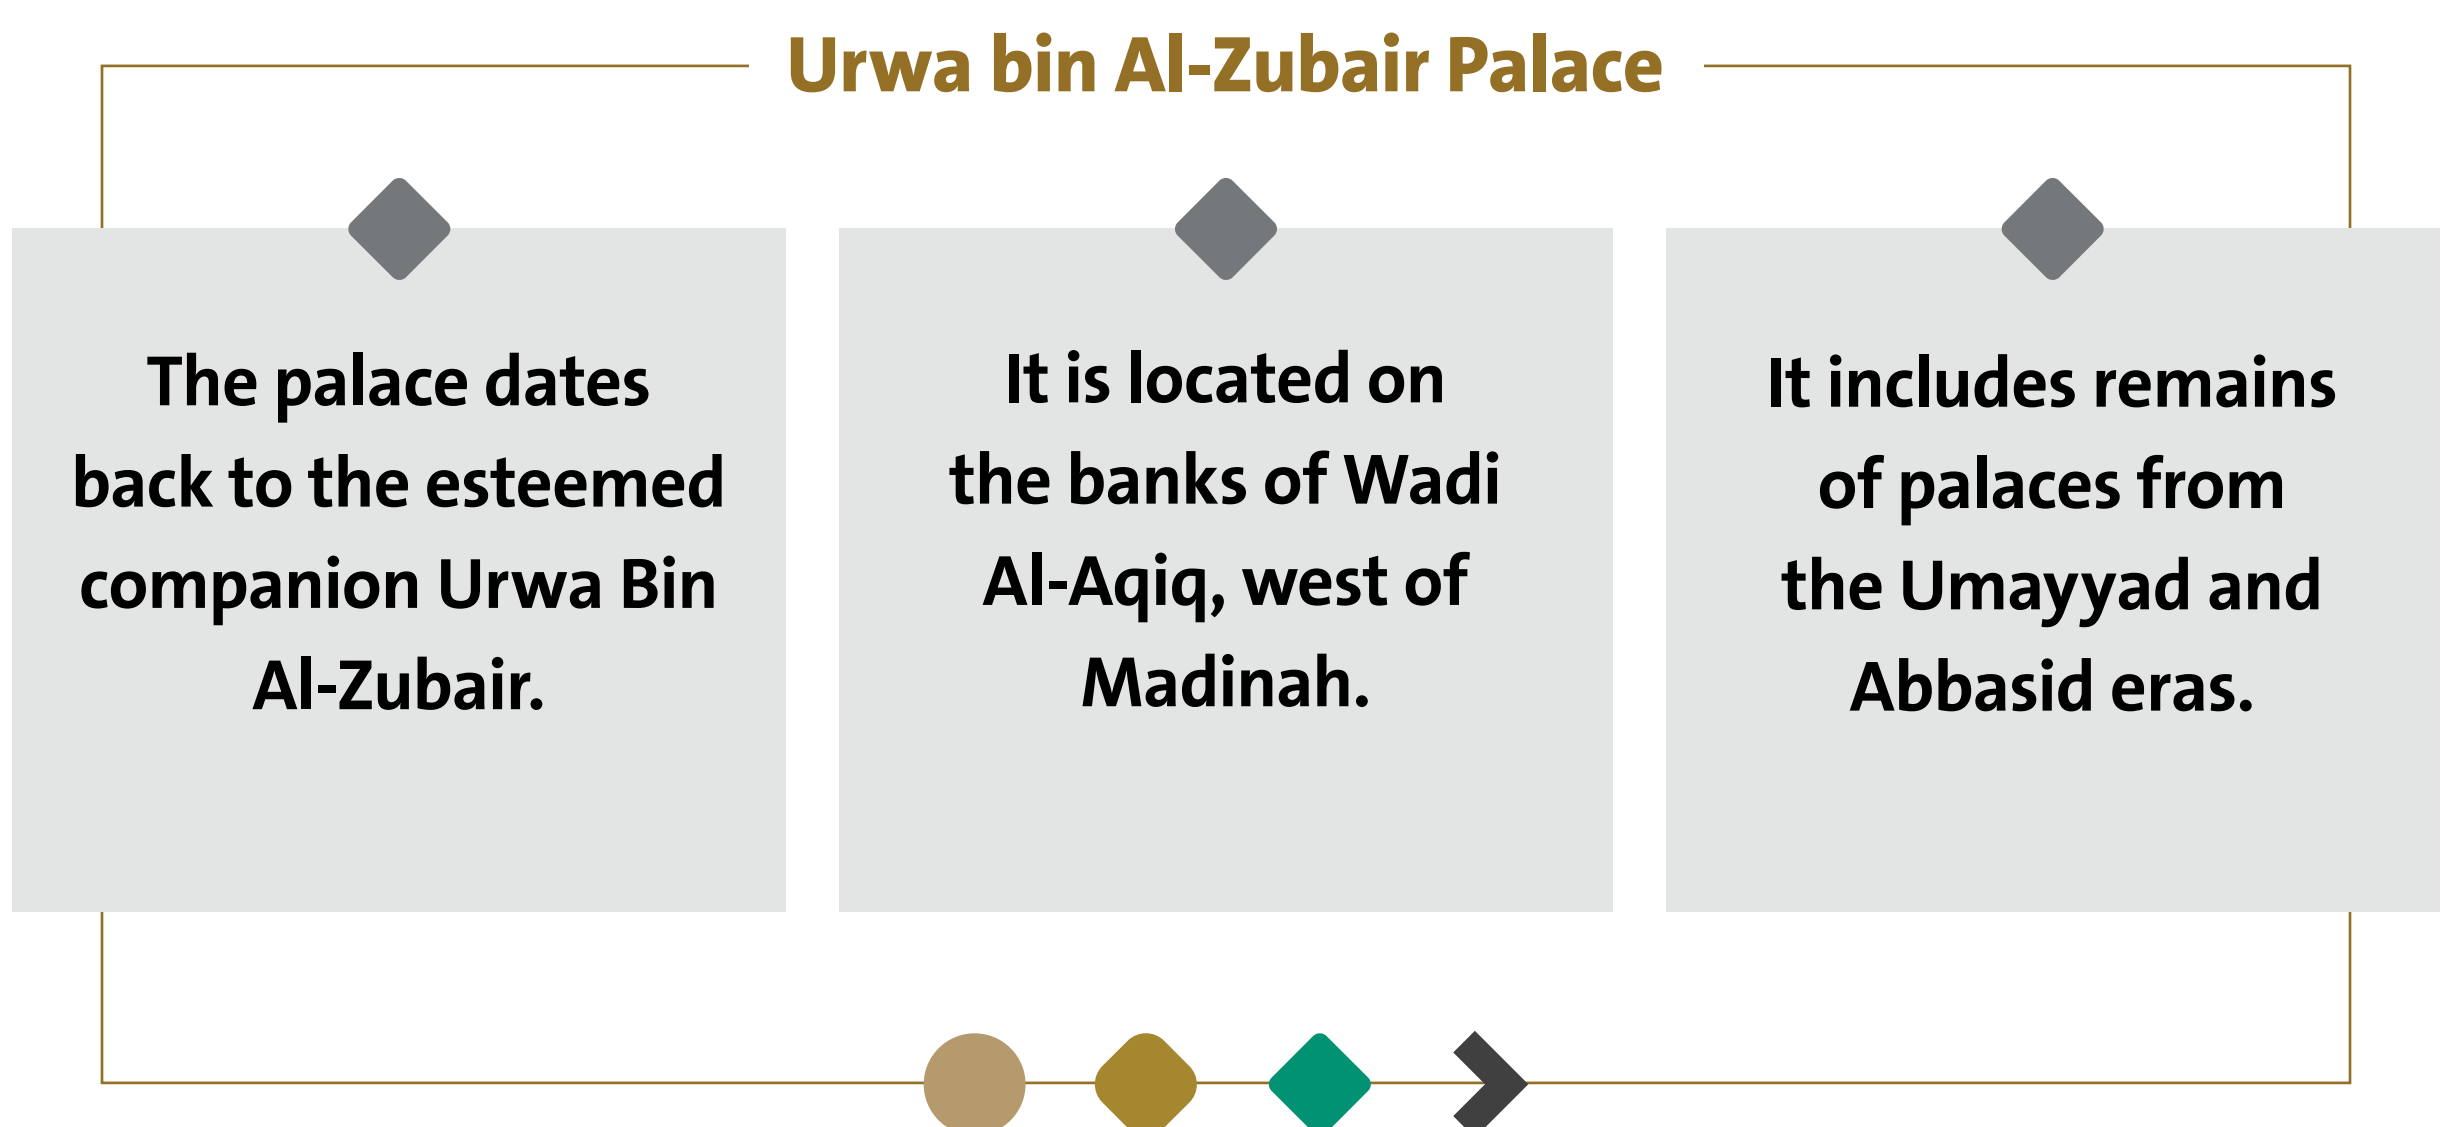 Urwa bin Al-Zubair Palace
The palace dates
back to the esteemed
companion Urwa Bin
Al-Zubair.
It is located on
the banks of Wadi
Al-Aqiq, west of
Madinah.
It includes remains
of palaces from
the Umayyad and
Abbasid eras.